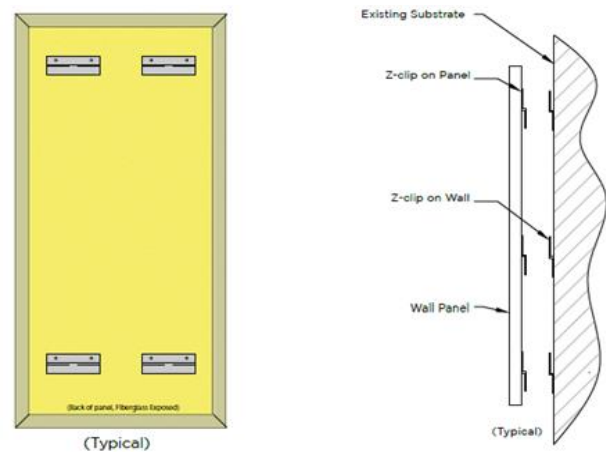 Existing Substrate
Z-clip on Panel
Z-clip on Wall
Wall Panel
(Back of panel, Fiberglass Exposed)
(Typical)
(Typical)